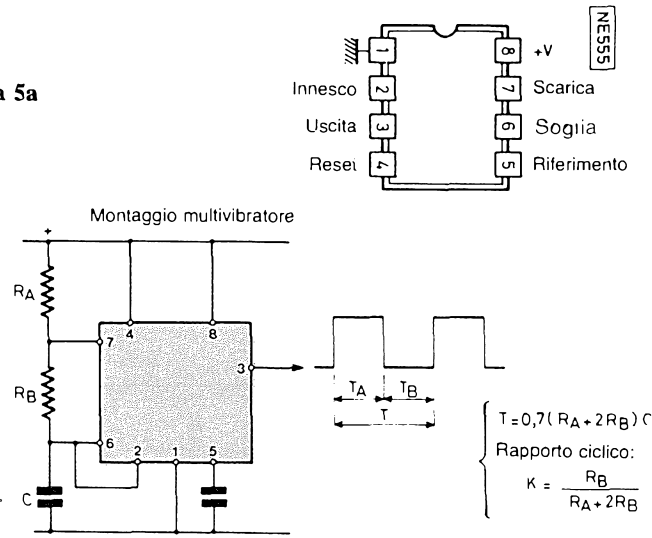 a 5a
NE555
1
8 +V
Innesco 2
7 Scarica
Uscita 3
6 Soglia
Reset 4
5 Riferimento
Montaggio multivibratore
+
RA
4
8
7
3
RB
6
2
1
5
C
TA
TB
T
T=0,7(RA+2RB)C
Rapporto ciclico:
K = RB
RA+2RB